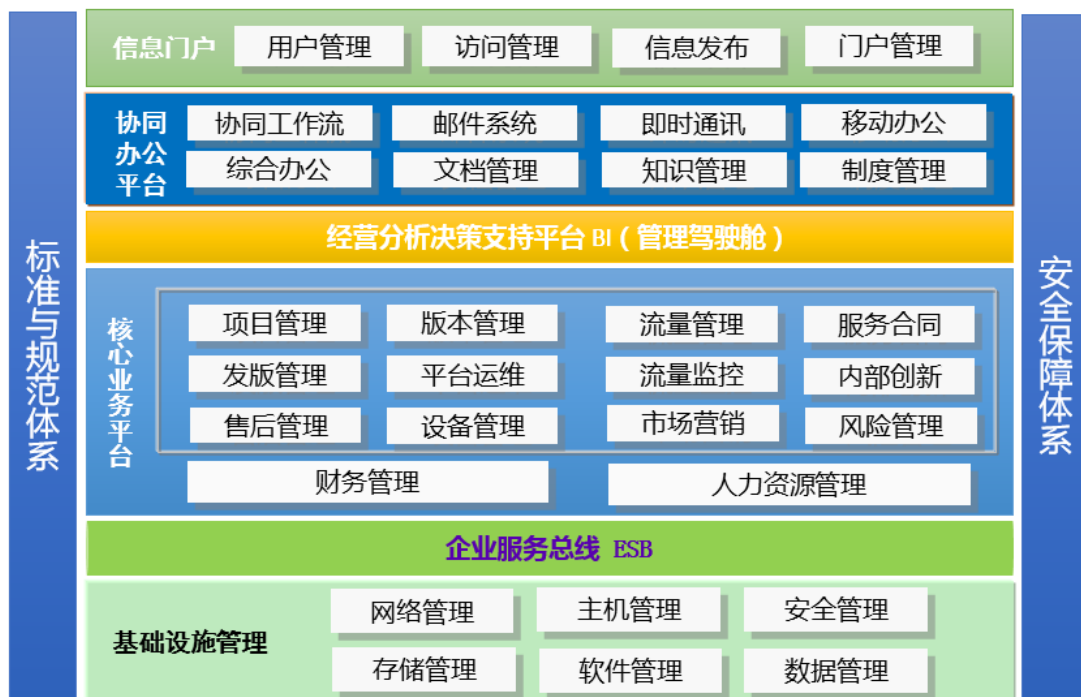 标准与规范体系
信息门户
用户管理
访问管理
信息发布
门户管理
协同
办公
平台
协同工作流
邮件系统
即时通讯
移动办公
综合办公
文档管理
知识管理
制度管理
经营分析决策支持平台 BI（管理驾驶舱）
核心业务平台
项目管理
版本管理
流量管理
服务合同
发版管理
平台运维
流量监控
内部创新
售后管理
设备管理
市场营销
风险管理
财务管理
人力资源管理
企业服务总线 ESB
基础设施管理
网络管理
主机管理
安全管理
存储管理
软件管理
数据管理
安全保障体系